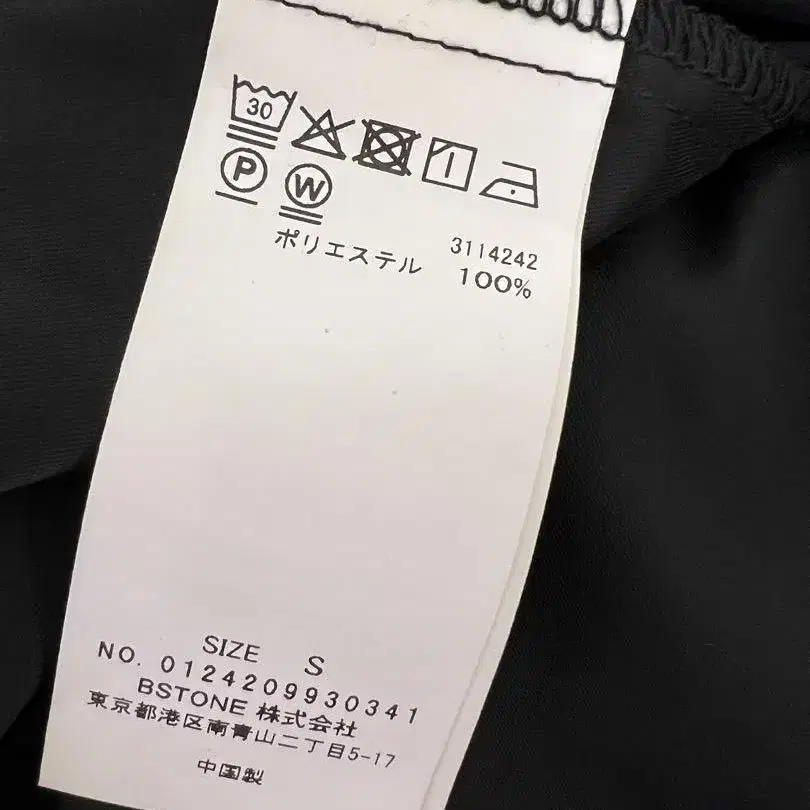 30
P W
3114242
ポリエステル 100%
SIZE S
NO. 0124209930341
BSTONE 株式会社
東京都港区南青山二丁目5-17
中国製